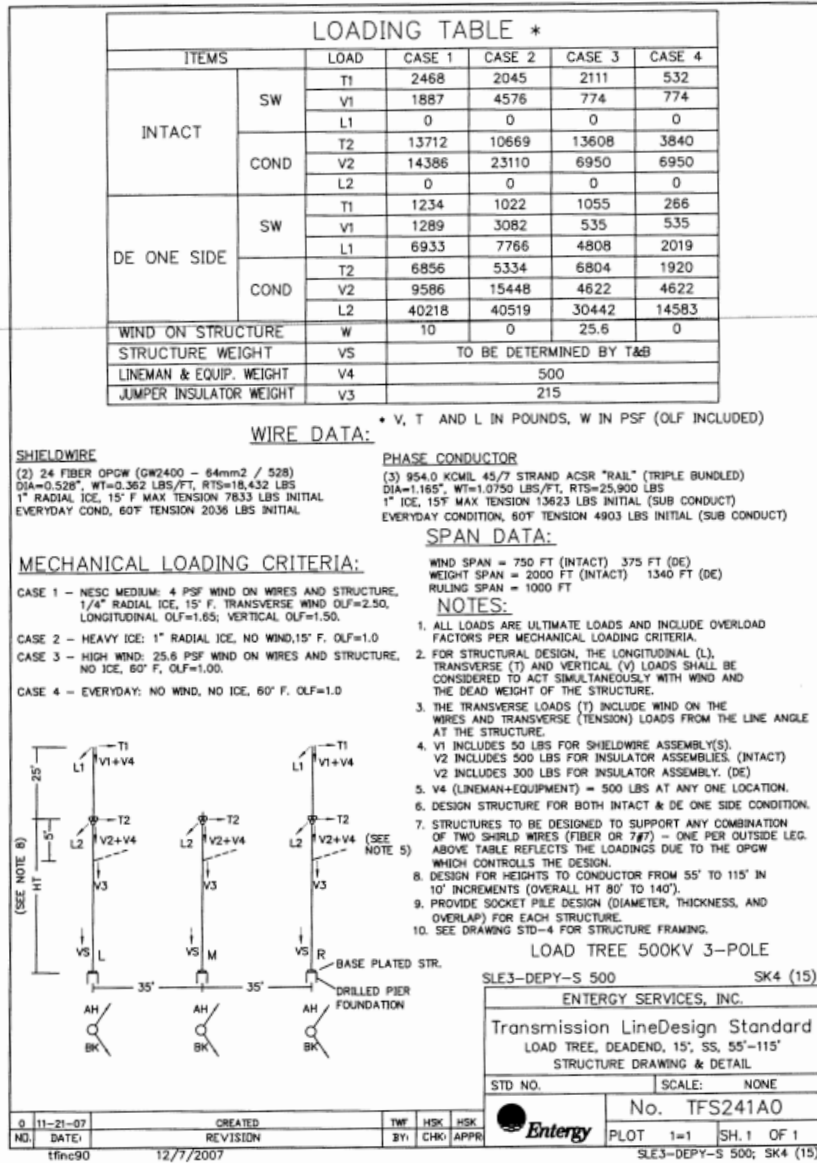 LOADING TABLE *
ITEMS LOAD CASE 1 CASE 2 CASE 3 CASE 4
INTACT SW T1 2468 2045 2111 532
V1 1887 4576 774 774
L1 0 0 0 0
COND T2 13712 10669 13608 3840
V2 14386 23110 6950 6950
L2 0 0 0 0
DE ONE SIDE SW T1 1234 1022 1055 266
V1 1289 3082 535 535
L1 6933 7766 4808 2019
COND T2 6856 5334 6804 1920
V2 9586 15448 4622 4622
L2 40218 40519 30442 14583
WIND ON STRUCTURE W 10 0 25.6 0
STRUCTURE WEIGHT VS TO BE DETERMINED BY T&B
LINEMAN & EQUIP. WEIGHT V4 500
JUMPER INSULATOR WEIGHT V3 215
* V, T AND L IN POUNDS, W IN PSF (OLF INCLUDED)
WIRE DATA:
SHIELDWIRE
(2) 24 FIBER OPGW (GW2400 - 64mm2 / 528)
DIA=0.528", WT=0.362 LBS/FT, RTS=18,432 LBS
1" RADIAL ICE, 15° F MAX TENSION 7833 LBS INITIAL
EVERYDAY COND, 60°F TENSION 2036 LBS INITIAL
PHASE CONDUCTOR
(3) 954.0 KCMIL 45/7 STRAND ACSR "RAIL" (TRIPLE BUNDLED)
DIA=1.165", WT=1.0750 LBS/FT, RTS=25,900 LBS
1" ICE, 15°F MAX TENSION 13623 LBS INITIAL (SUB CONDUCT)
EVERYDAY CONDITION, 60°F TENSION 4903 LBS INITIAL (SUB CONDUCT)
SPAN DATA:
WIND SPAN = 750 FT (INTACT) 375 FT (DE)
WEIGHT SPAN = 2000 FT (INTACT) 1340 FT (DE)
RULING SPAN = 1000 FT
MECHANICAL LOADING CRITERIA:
CASE 1 - NESC MEDIUM: 4 PSF WIND ON WIRES AND STRUCTURE,
1/4" RADIAL ICE, 15° F. TRANSVERSE WIND OLF=2.50,
LONGITUDINAL OLF=1.65; VERTICAL OLF=1.50.
CASE 2 - HEAVY ICE: 1" RADIAL ICE, NO WIND,15° F. OLF=1.0
CASE 3 - HIGH WIND: 25.6 PSF WIND ON WIRES AND STRUCTURE,
NO ICE, 60° F, OLF=1.00.
CASE 4 - EVERYDAY: NO WIND, NO ICE, 60° F. OLF=1.0
NOTES:
1. ALL LOADS ARE ULTIMATE LOADS AND INCLUDE OVERLOAD
FACTORS PER MECHANICAL LOADING CRITERIA.
2. FOR STRUCTURAL DESIGN, THE LONGITUDINAL (L),
TRANSVERSE (T) AND VERTICAL (V) LOADS SHALL BE
CONSIDERED TO ACT SIMULTANEOUSLY WITH WIND AND
THE DEAD WEIGHT OF THE STRUCTURE.
3. THE TRANSVERSE LOADS (T) INCLUDE WIND ON THE
WIRES AND TRANSVERSE (TENSION) LOADS FROM THE LINE ANGLE
AT THE STRUCTURE.
4. V1 INCLUDES 50 LBS FOR SHIELDWIRE ASSEMBLY(S).
V2 INCLUDES 500 LBS FOR INSULATOR ASSEMBLIES. (INTACT)
V2 INCLUDES 300 LBS FOR INSULATOR ASSEMBLY. (DE)
5. V4 (LINEMAN+EQUIPMENT) = 500 LBS AT ANY ONE LOCATION.
6. DESIGN STRUCTURE FOR BOTH INTACT & DE ONE SIDE CONDITION.
7. STRUCTURES TO BE DESIGNED TO SUPPORT ANY COMBINATION
OF TWO SHIRLD WIRES (FIBER OR 7#7) - ONE PER OUTSIDE LEG.
ABOVE TABLE REFLECTS THE LOADINGS DUE TO THE OPGW
WHICH CONTROLLS THE DESIGN.
8. DESIGN FOR HEIGHTS TO CONDUCTOR FROM 55' TO 115' IN
10' INCREMENTS (OVERALL HT 80' TO 140').
9. PROVIDE SOCKET PILE DESIGN (DIAMETER, THICKNESS, AND
OVERLAP) FOR EACH STRUCTURE.
10. SEE DRAWING STD-4 FOR STRUCTURE FRAMING.
T1 T1
L1 V1+V4 L1 V1+V4
25'
T2 T2 T2
5'
L2 V2+V4 L2 V2+V4 L2 V2+V4 (SEE NOTE 5)
V3 V3 V3
(SEE NOTE 8)
HT
VS L VS M VS R
BASE PLATED STR.
35' 35'
DRILLED PIER
FOUNDATION
AH AH AH
BK BK BK
LOAD TREE 500KV 3-POLE
SLE3-DEPY-S 500 SK4 (15)
ENTERGY SERVICES, INC.
Transmission LineDesign Standard
LOAD TREE, DEADEND, 15°, SS, 55'-115'
STRUCTURE DRAWING & DETAIL
STD NO. SCALE: NONE
Entergy
No. TFS241A0
PLOT 1=1 SH. 1 OF 1
0 11-21-07 CREATED TWF HSK HSK
NO. DATE: REVISION BY: CHK: APPR
tfinc90 12/7/2007
SLE3-DEPY-S 500; SK4 (15)